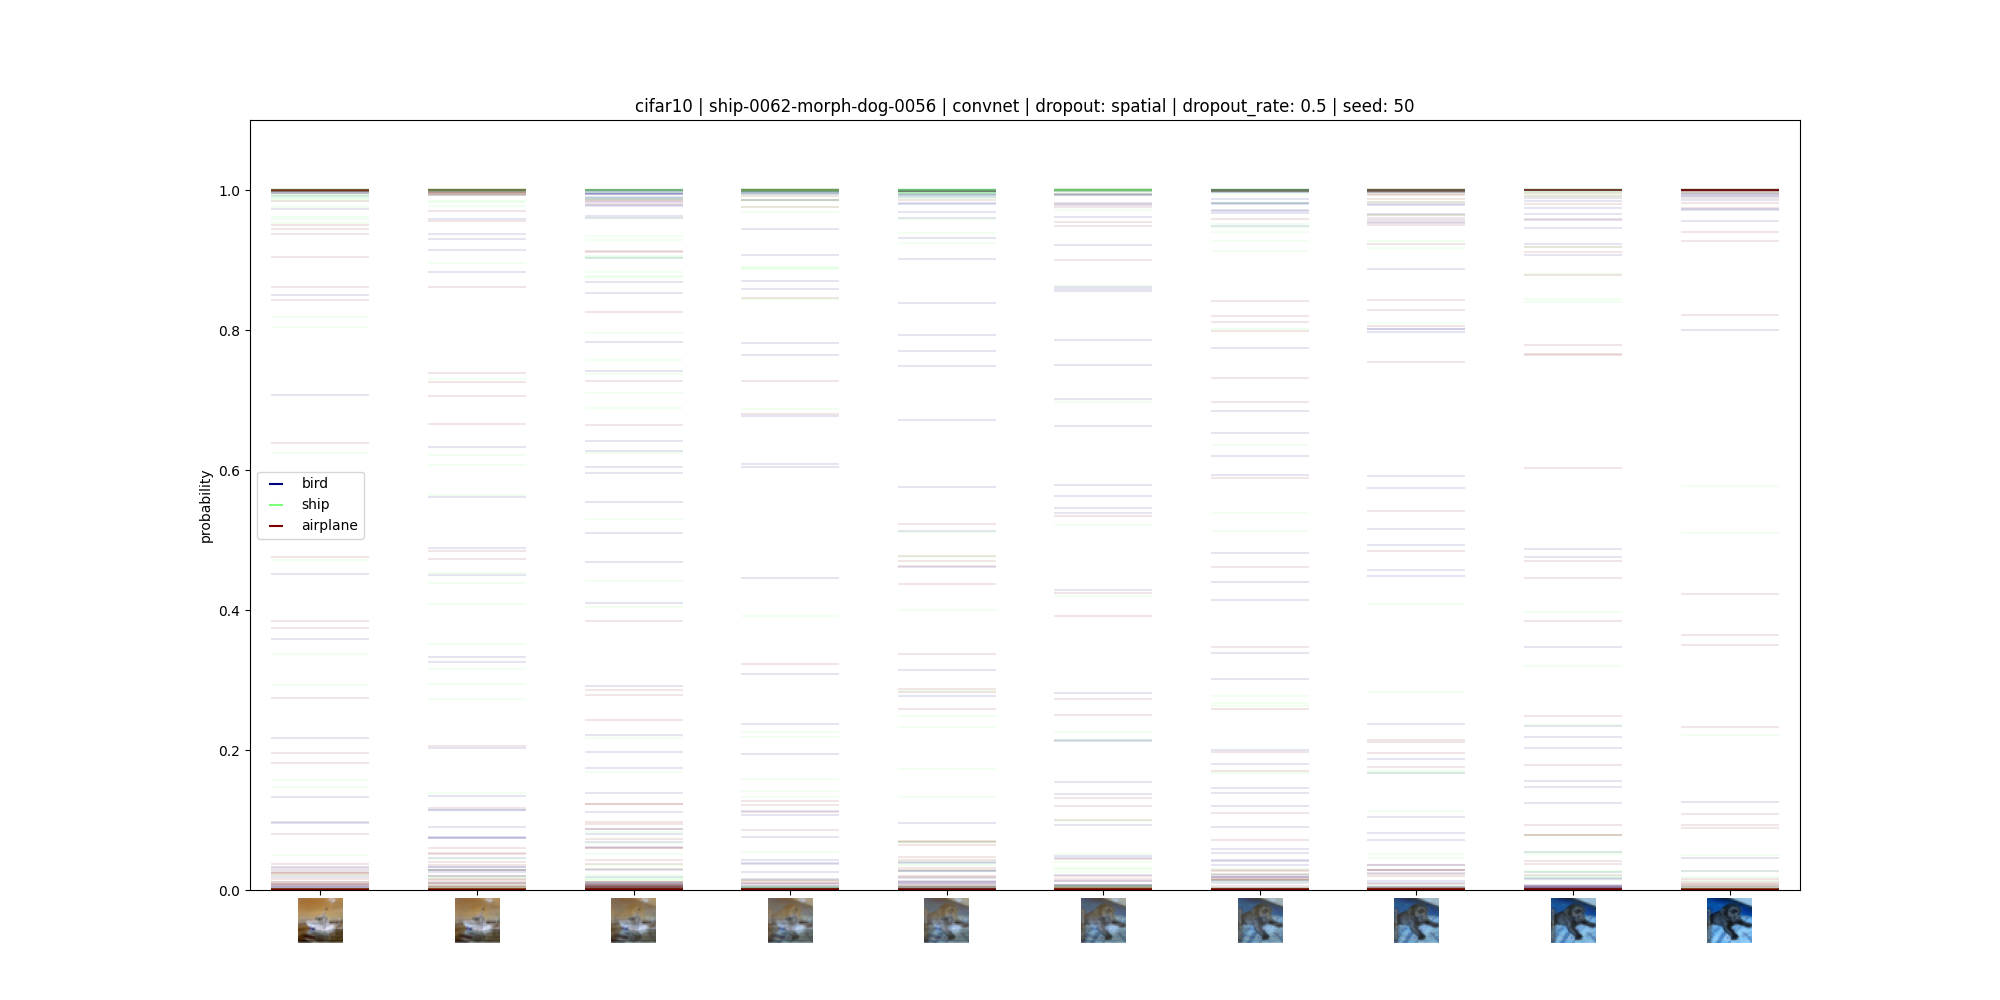 cifar10 | ship-0062-morph-dog-0056 | convnet | dropout: spatial | dropout_rate: 0.5 | seed: 50
probability
1.0
0.8
0.6
0.4
0.2
0.0
bird
ship
airplane